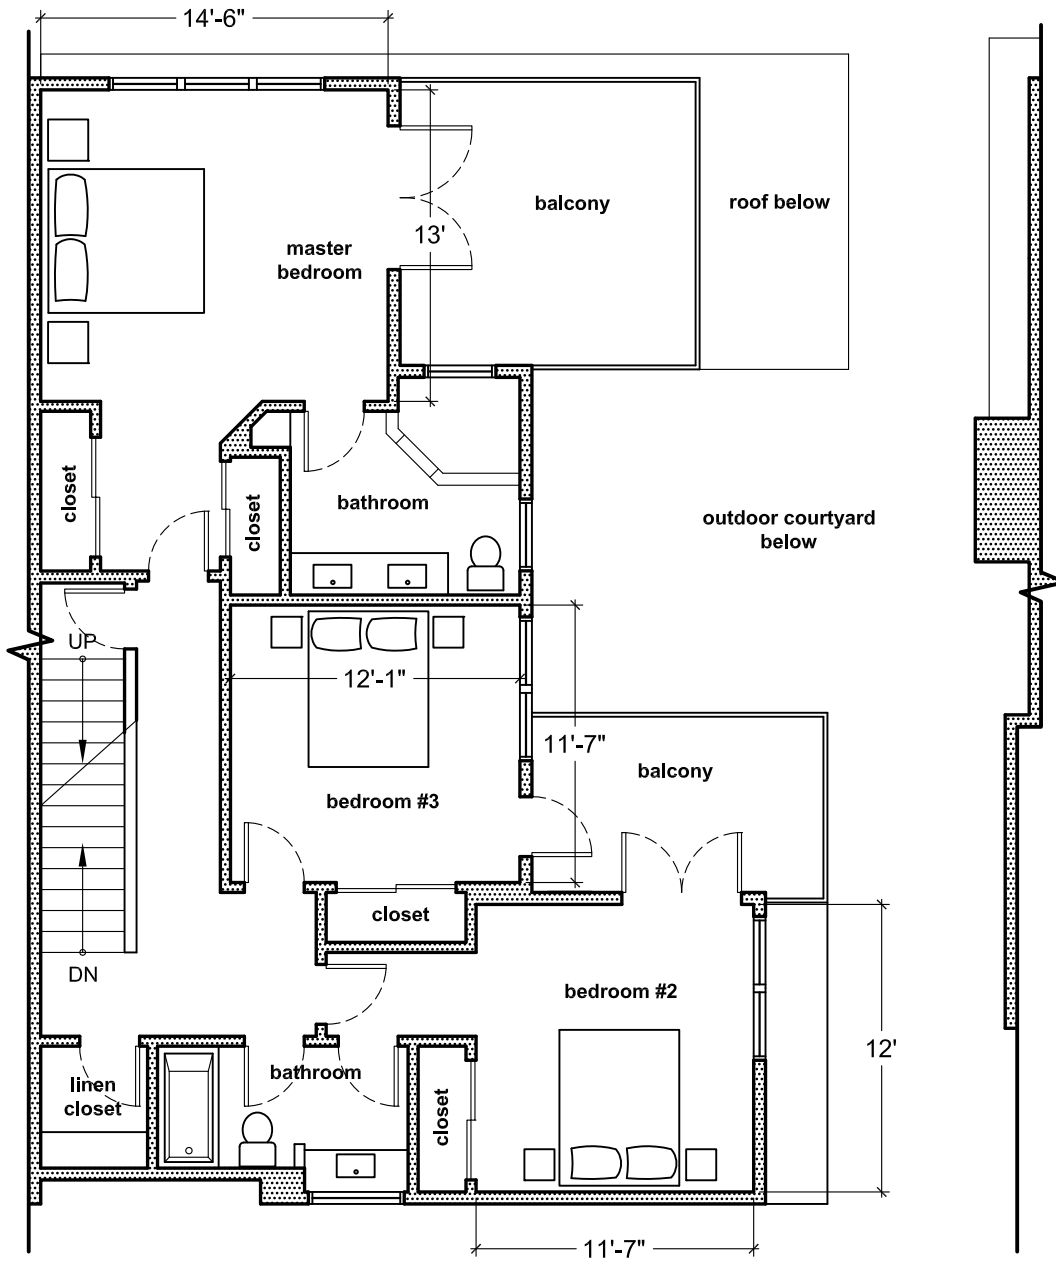 14'-6"
balcony
roof below
13'
master
bedroom
closet
closet
bathroom
outdoor courtyard
below
UP
12'-1"
11'-7"
balcony
bedroom #3
closet
DN
bedroom #2
12'
bathroom
linen
closet
closet
11'-7"